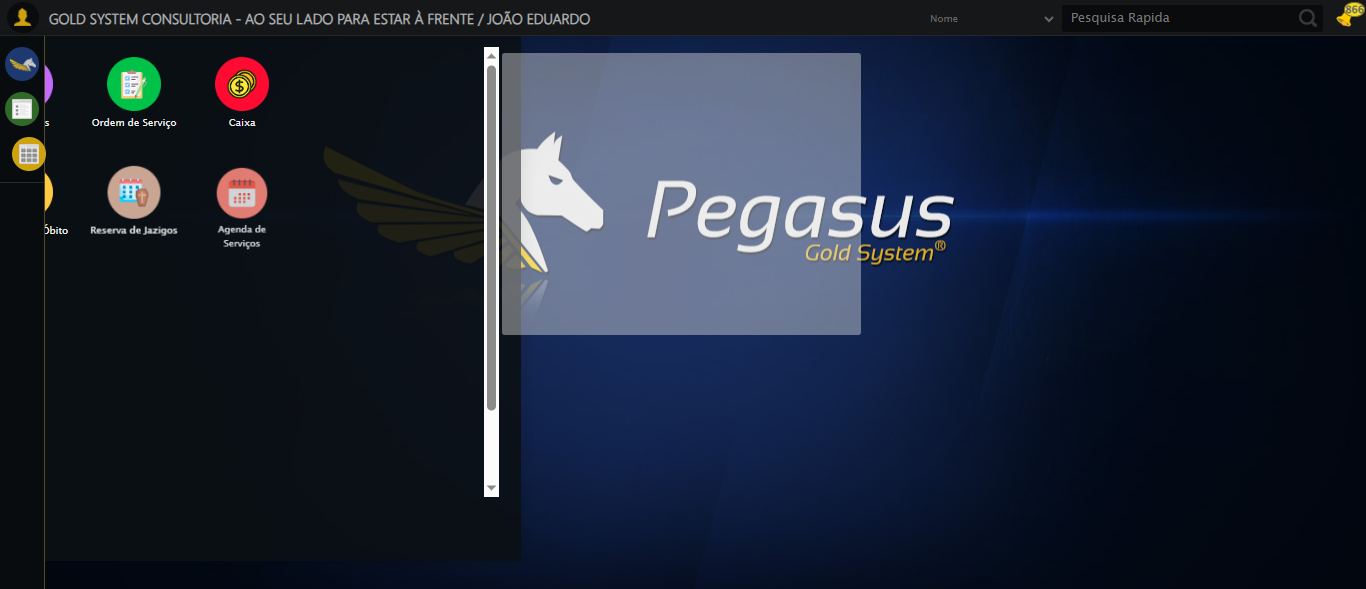 GOLD SYSTEM CONSULTORIA - AO SEU LADO PARA ESTAR À FRENTE / JOÃO EDUARDO
Nome
Pesquisa Rapida
866
s
Ordem de Serviço
Caixa
Óbito
Reserva de Jazigos
Agenda de
Serviços
Pegasus
Gold System®